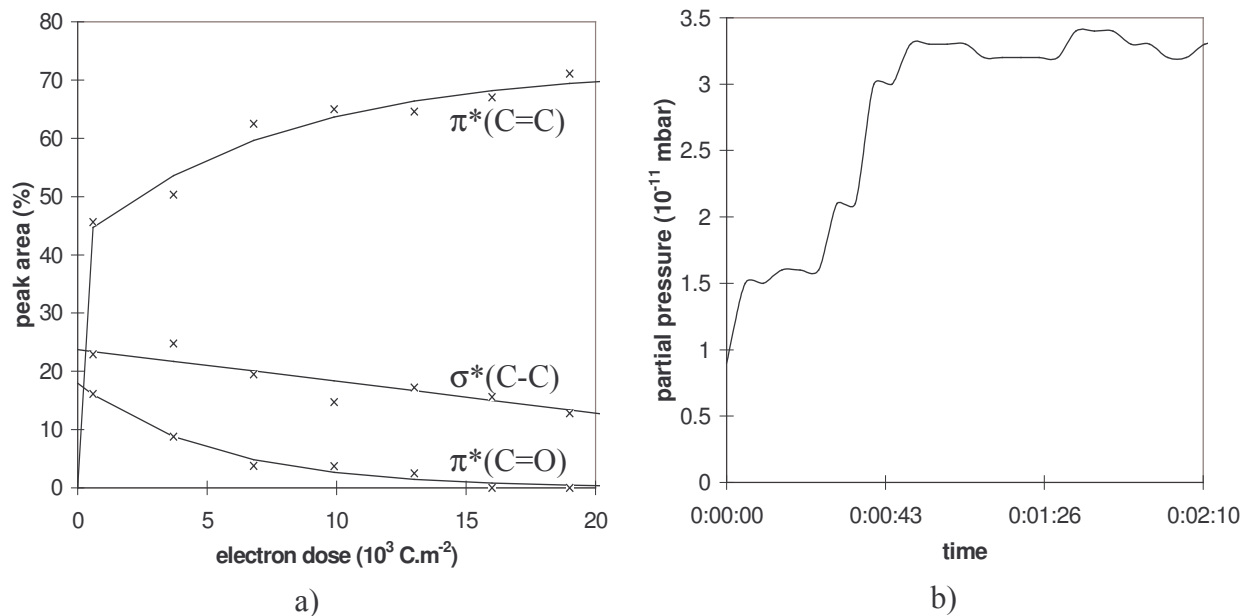 80
70
60
50
40
30
20
10
0
peak area (%)
π*(C=C)
σ*(C-C)
π*(C=O)
0 5 10 15 20
electron dose (10³ C.m⁻²)
a)
4
3.5
3
2.5
2
1.5
1
0.5
0
partial pressure (10⁻¹¹ mbar)
0:00:00 0:00:43 0:01:26 0:02:10
time
b)